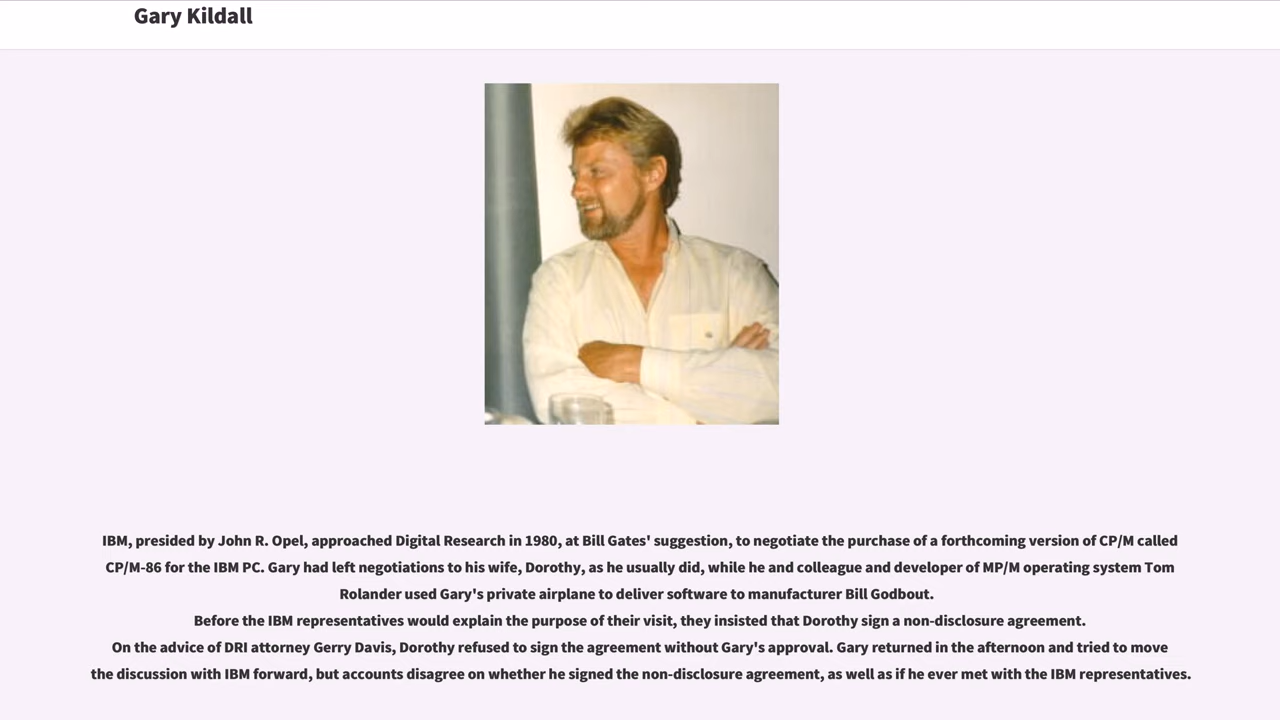 Gary Kildall
IBM, presided by John R. Opel, approached Digital Research in 1980, at Bill Gates' suggestion, to negotiate the purchase of a forthcoming version of CP/M called
CP/M-86 for the IBM PC. Gary had left negotiations to his wife, Dorothy, as he usually did, while he and colleague and developer of MP/M operating system Tom
Rolander used Gary's private airplane to deliver software to manufacturer Bill Godbout.
Before the IBM representatives would explain the purpose of their visit, they insisted that Dorothy sign a non-disclosure agreement.
On the advice of DRI attorney Gerry Davis, Dorothy refused to sign the agreement without Gary's approval. Gary returned in the afternoon and tried to move
the discussion with IBM forward, but accounts disagree on whether he signed the non-disclosure agreement, as well as if he ever met with the IBM representatives.